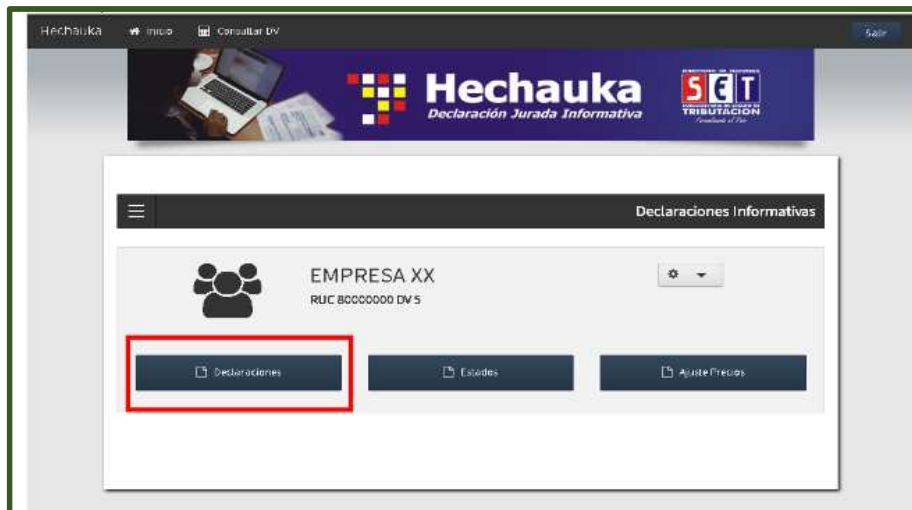 Hechauka Inicio Consultar DV Salir
Hechauka
Declaración Jurada Informativa
SET
TRIBUTACION
Declaraciones Informativas
EMPRESA XX
RUC 80000000 DV 5
Declaraciones Estados Ajuste Precios